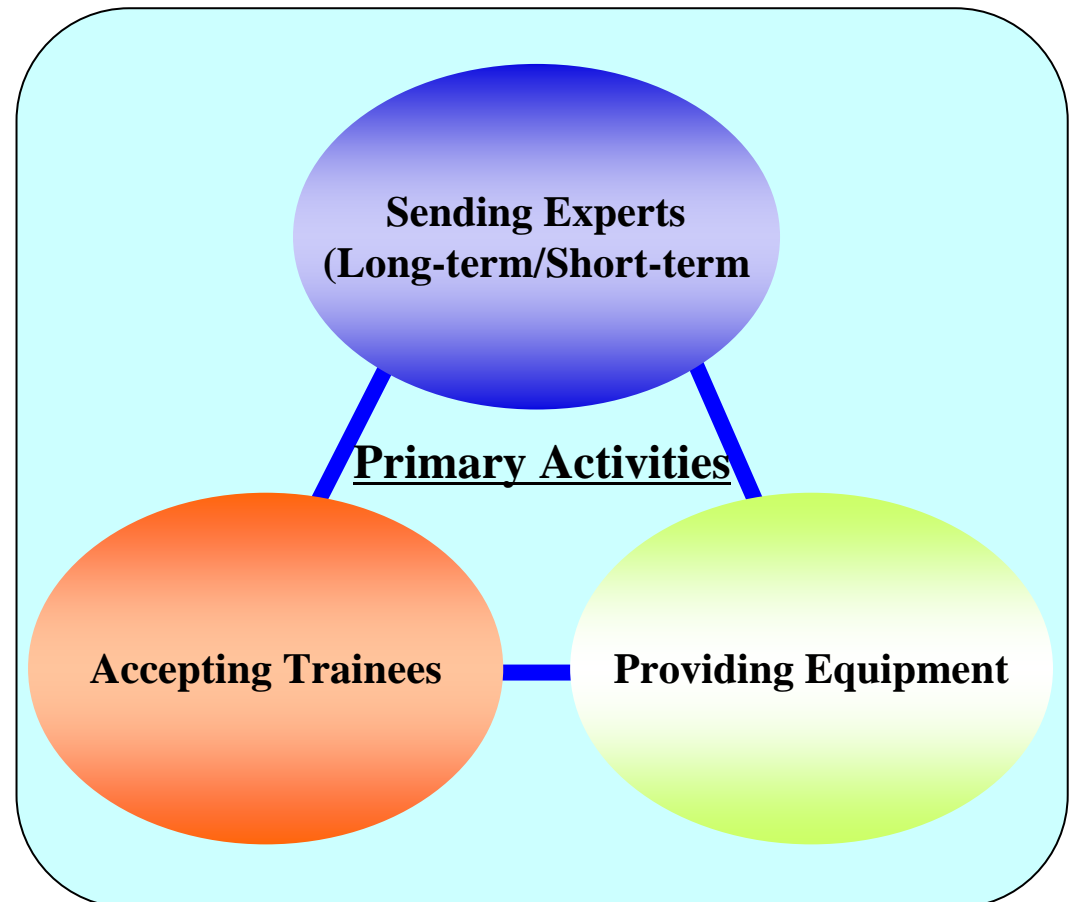 Sending Experts
(Long-term/Short-term
Primary Activities
Accepting Trainees
Providing Equipment